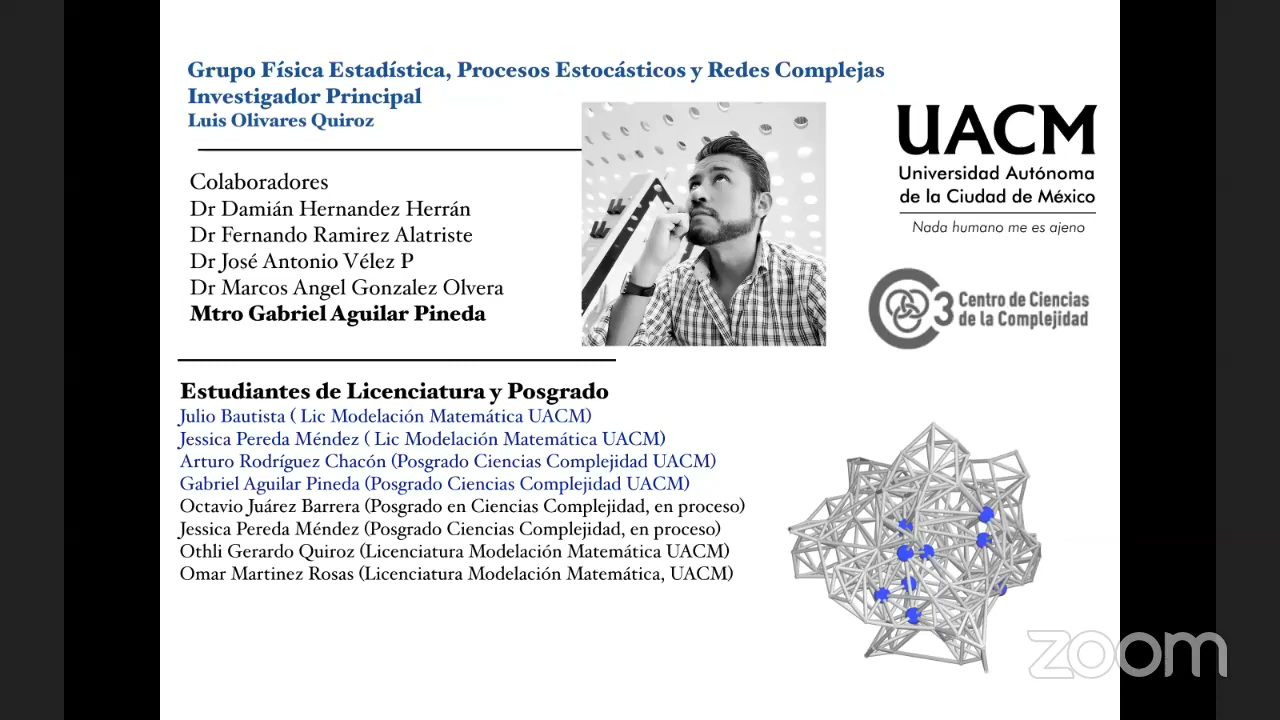 Grupo Física Estadística, Procesos Estocásticos y Redes Complejas
Investigador Principal
Luis Olivares Quiroz
Colaboradores
Dr Damián Hernandez Herrán
Dr Fernando Ramirez Alatriste
Dr José Antonio Vélez P
Dr Marcos Angel Gonzalez Olvera
Mtro Gabriel Aguilar Pineda
UACM
Universidad Autónoma
de la Ciudad de México
Nada humano me es ajeno
C3 Centro de Ciencias
de la Complejidad
Estudiantes de Licenciatura y Posgrado
Julio Bautista ( Lic Modelación Matemática UACM)
Jessica Pereda Méndez ( Lic Modelación Matemática UACM)
Arturo Rodríguez Chacón (Posgrado Ciencias Complejidad UACM)
Gabriel Aguilar Pineda (Posgrado Ciencias Complejidad UACM)
Octavio Juárez Barrera (Posgrado en Ciencias Complejidad, en proceso)
Jessica Pereda Méndez (Posgrado Ciencias Complejidad, en proceso)
Othli Gerardo Quiroz (Licenciatura Modelación Matemática UACM)
Omar Martinez Rosas (Licenciatura Modelación Matemática, UACM)
zoom